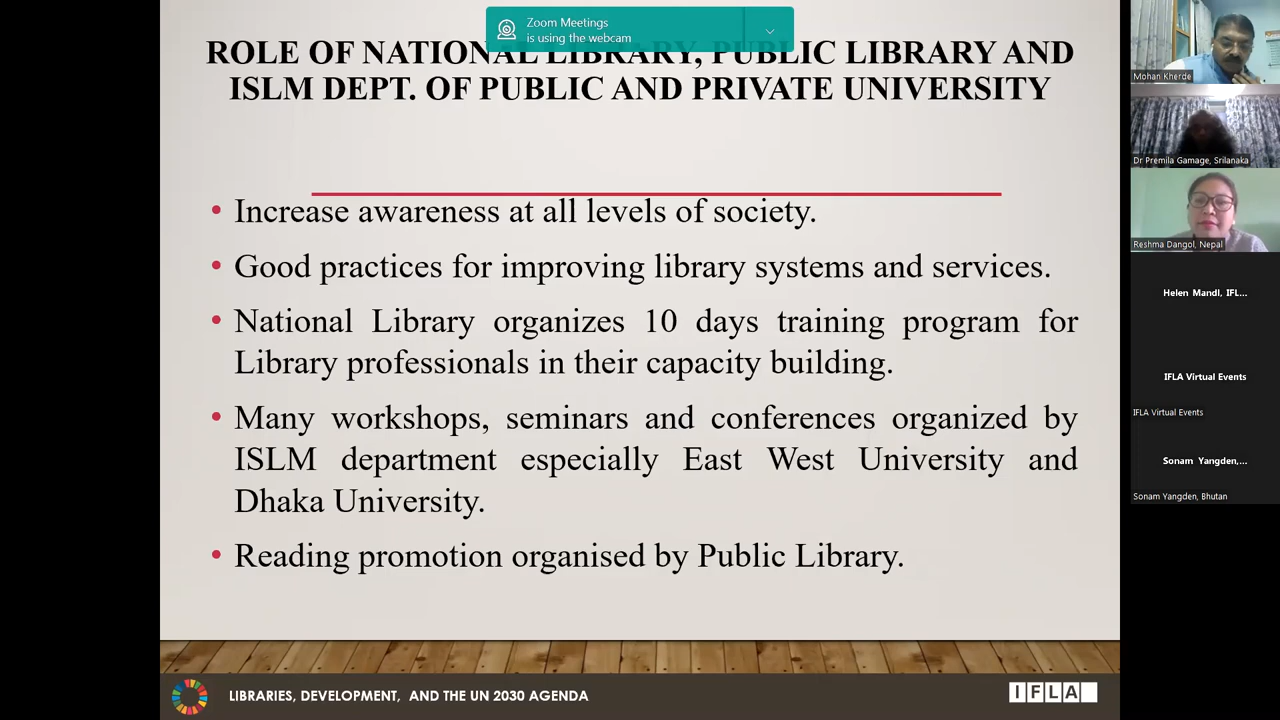 Zoom Meetings
is using the webcam
ROLE OF NATIONAL LIBRARY, PUBLIC LIBRARY AND
ISLM DEPT. OF PUBLIC AND PRIVATE UNIVERSITY
• Increase awareness at all levels of society.
• Good practices for improving library systems and services.
• National Library organizes 10 days training program for
Library professionals in their capacity building.
• Many workshops, seminars and conferences organized by
ISLM department especially East West University and
Dhaka University.
• Reading promotion organised by Public Library.
LIBRARIES, DEVELOPMENT, AND THE UN 2030 AGENDA
IFLA
Mohan Kherde
Dr Premila Gamage, Srilanaka
Reshma Dangol, Nepal
Helen Mandl, IFL...
IFLA Virtual Events
IFLA Virtual Events
Sonam Yangden,...
Sonam Yangden, Bhutan